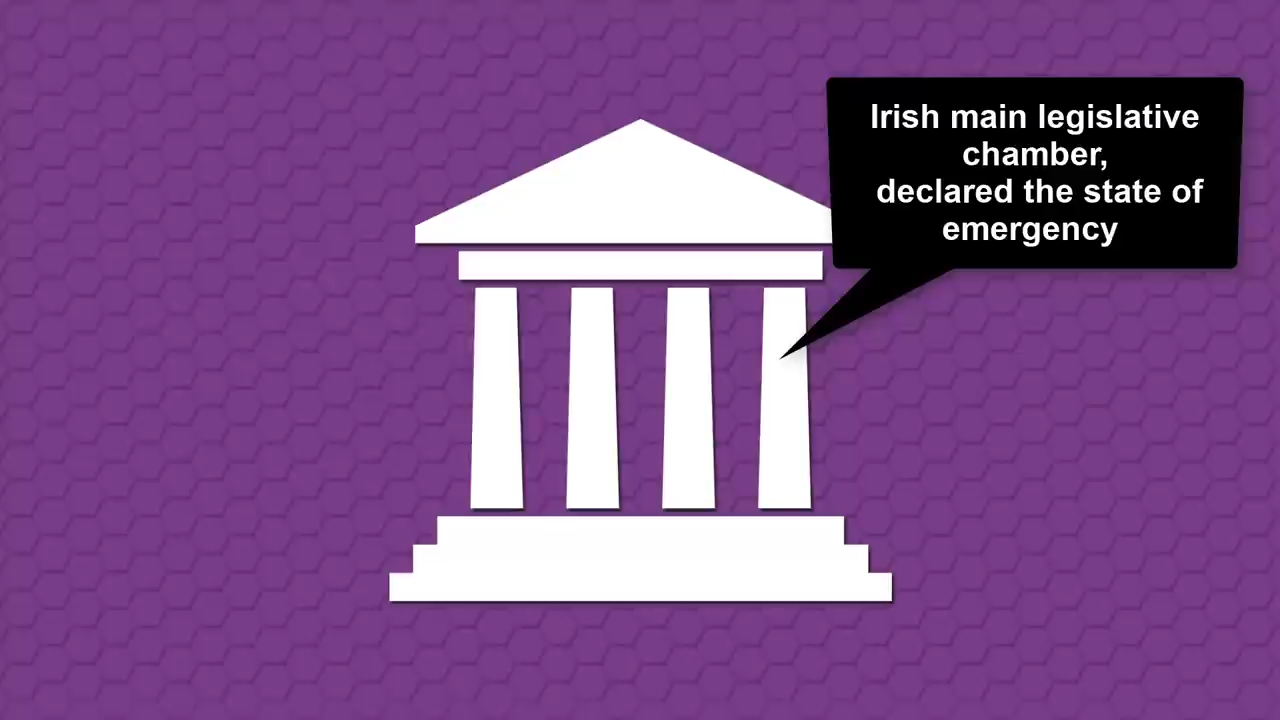 Irish main legislative
chamber,
declared the state of
emergency